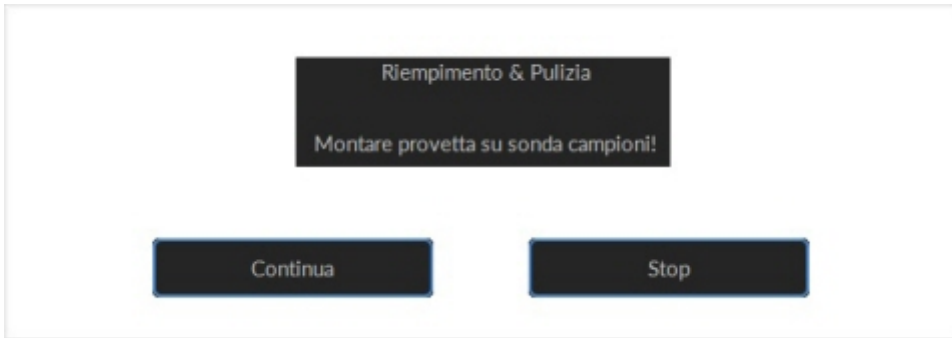 Riempimento & Pulizia
Montare provetta su sonda campioni!
Continua
Stop